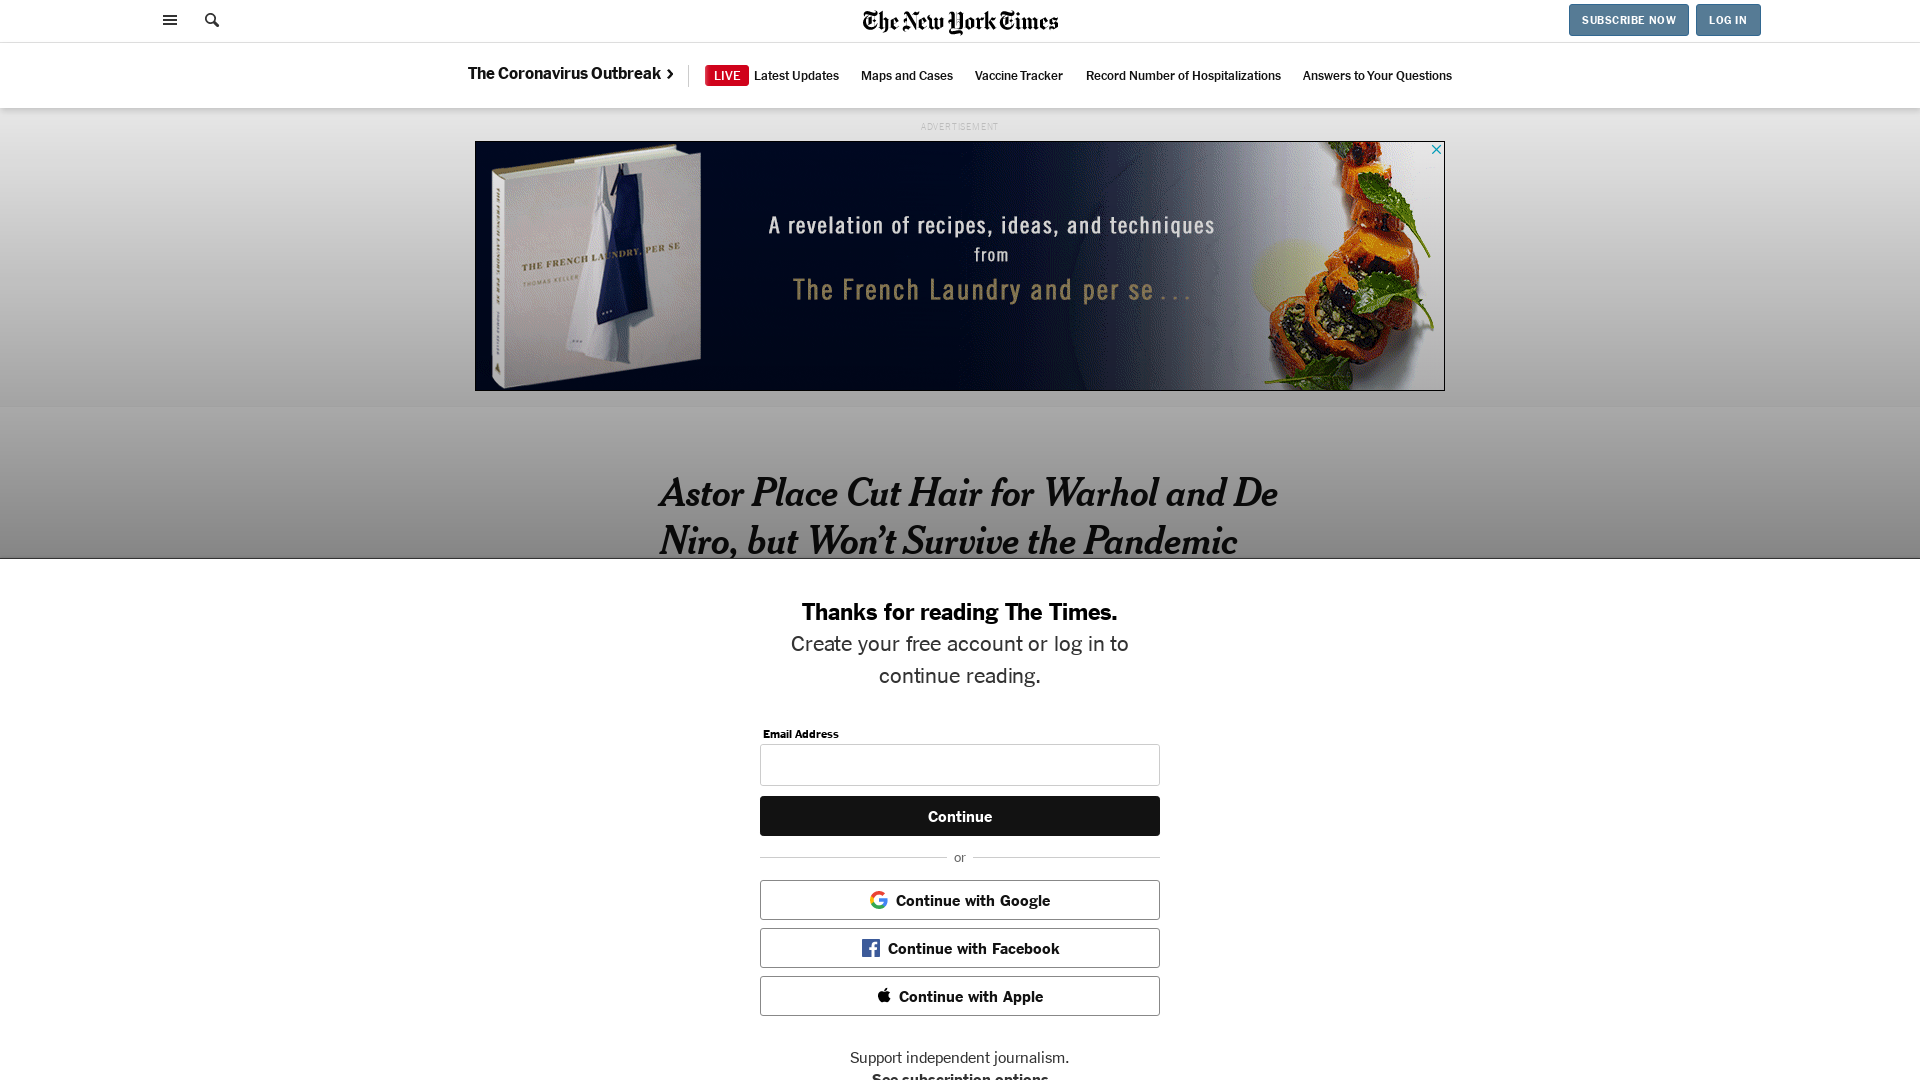 The New York Times
SUBSCRIBE NOW
LOG IN
The Coronavirus Outbreak
LIVE Latest Updates
Maps and Cases
Vaccine Tracker
Record Number of Hospitalizations
Answers to Your Questions
ADVERTISEMENT
THE FRENCH LAUNDRY, PER SE
THOMAS KELLER
A revelation of recipes, ideas, and techniques
from
The French Laundry and per se . . .
Astor Place Cut Hair for Warhol and De
Niro, but Won’t Survive the Pandemic
Thanks for reading The Times.
Create your free account or log in to
continue reading.
Email Address
Continue
or
Continue with Google
Continue with Facebook
Continue with Apple
Support independent journalism.
See subscription options